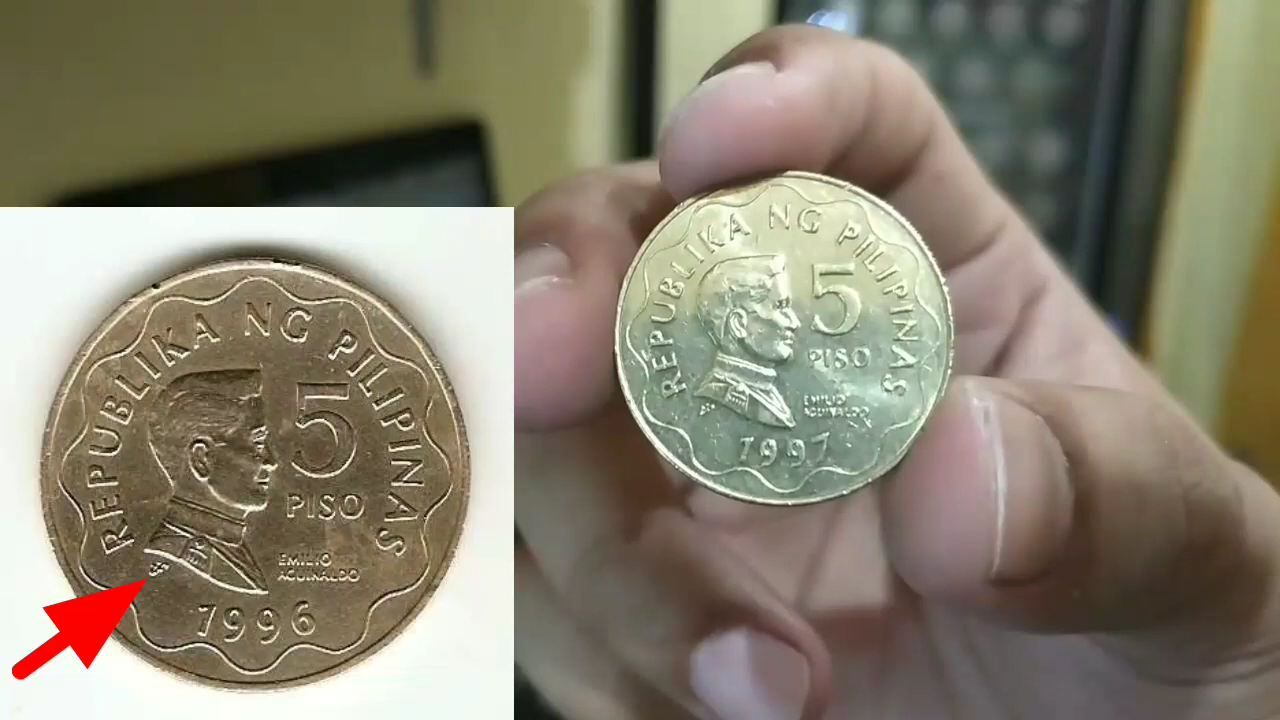 REPUBLIKA NG PILIPINAS
5
PISO
EMILIO
AGUINALDO
1996
REPUBLIKA NG PILIPINAS
5
PISO
EMILIO
AGUINALDO
1997